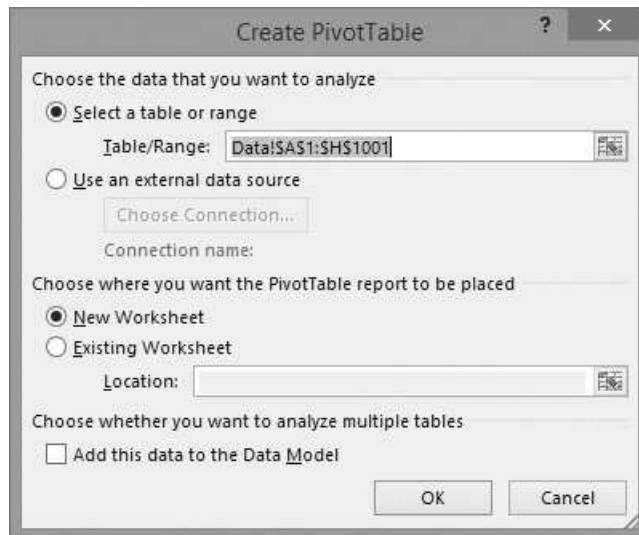 Create PivotTable
? ×
Choose the data that you want to analyze
Select a table or range
Table/Range: Data!$A$1:$H$1001
Use an external data source
Choose Connection...
Connection name:
Choose where you want the PivotTable report to be placed
New Worksheet
Existing Worksheet
Location:
Choose whether you want to analyze multiple tables
Add this data to the Data Model
OK Cancel